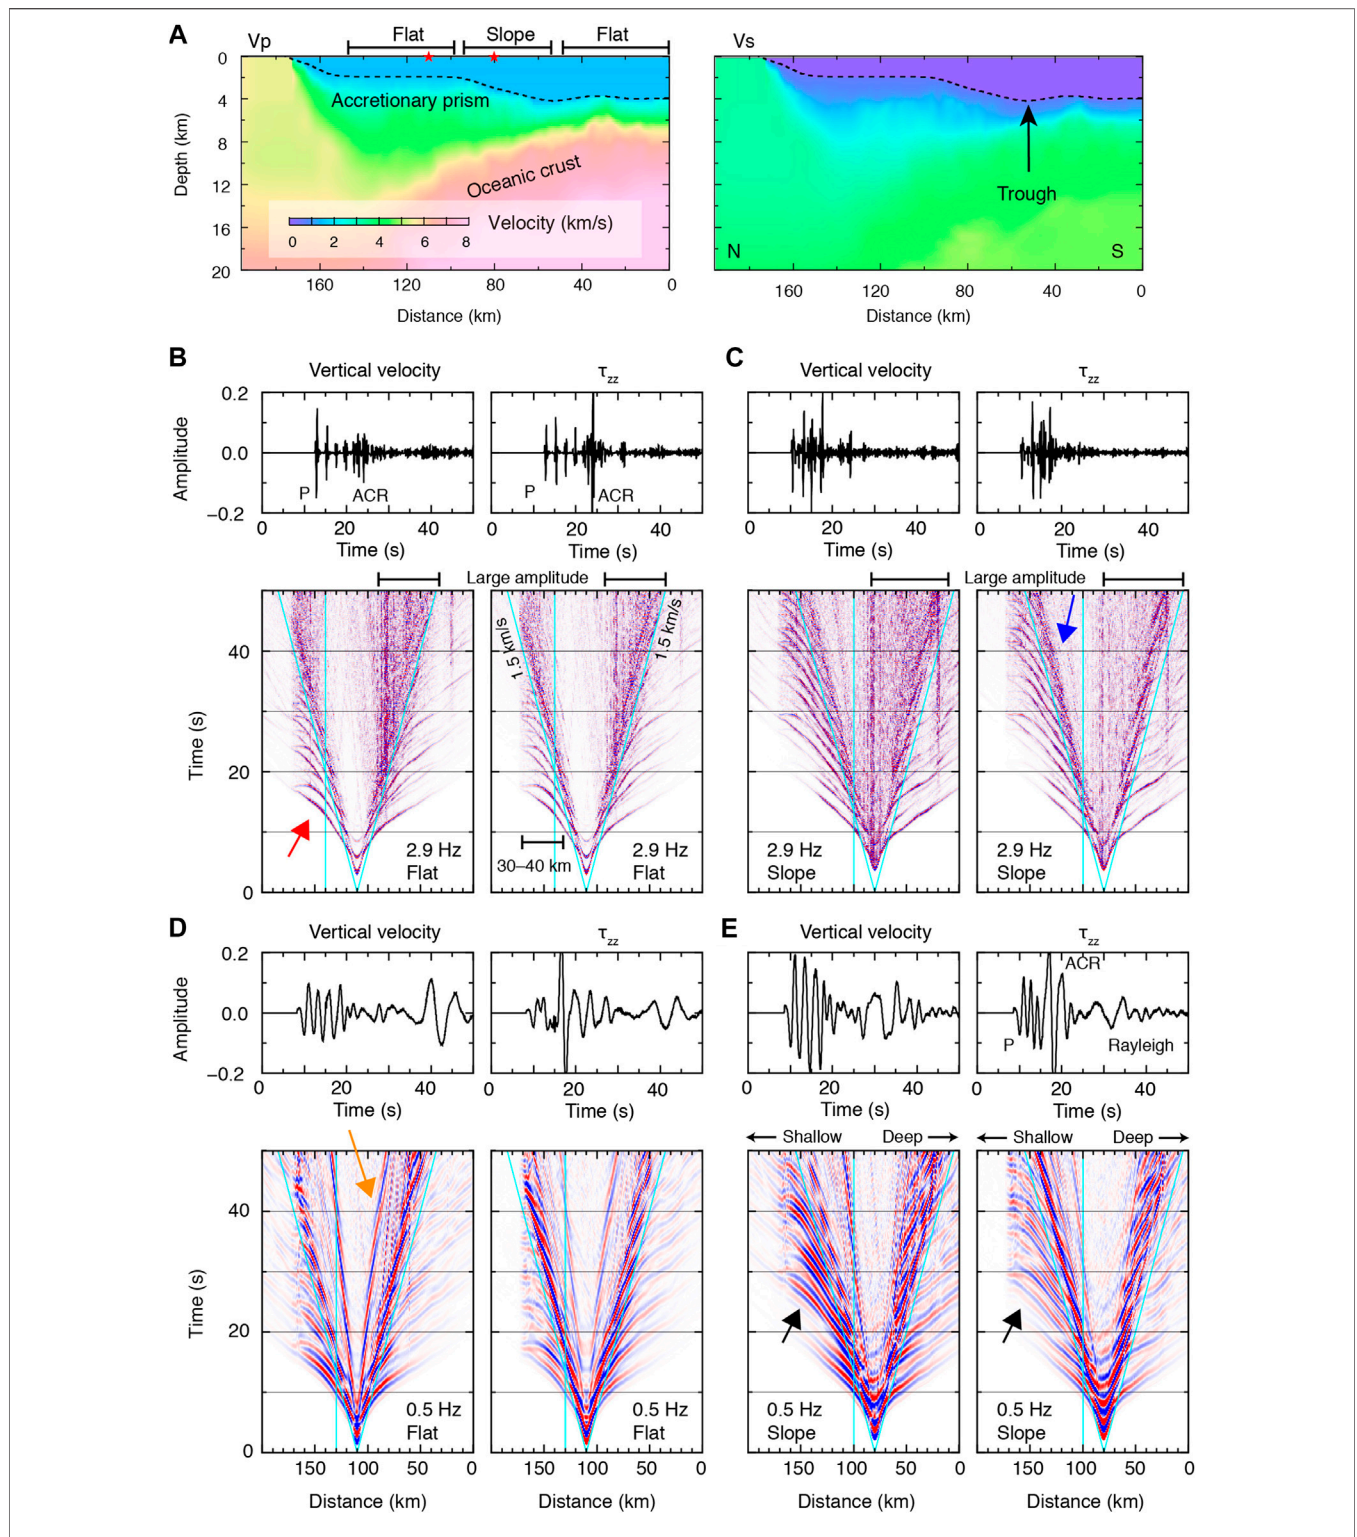 A
Vp
Flat
Slope
Flat
Vs
0
4
8
12
16
20
Depth (km)
Accretionary prism
Oceanic crust
Velocity (km/s)
0 2 4 6 8
160 120 80 40 0
Distance (km)
Trough
N
S
160 120 80 40 0
Distance (km)
B
Vertical velocity
τzz
C
Vertical velocity
τzz
Amplitude
0.2
0.0
−0.2
P
ACR
P
ACR
0 20 40
0 20 40
0 20 40
0 20 40
Time (s)
Time (s)
Time (s)
Time (s)
Large amplitude
Large amplitude
1.5 km/s
1.5 km/s
Time (s)
40
20
0
30–40 km
2.9 Hz
Flat
2.9 Hz
Flat
2.9 Hz
Slope
2.9 Hz
Slope
D
Vertical velocity
τzz
E
Vertical velocity
τzz
Amplitude
0.2
0.0
−0.2
ACR
P
Rayleigh
0 20 40
0 20 40
0 20 40
0 20 40
Time (s)
Time (s)
Time (s)
Time (s)
Shallow
Deep
Shallow
Deep
Time (s)
40
20
0
0.5 Hz
Flat
0.5 Hz
Flat
0.5 Hz
Slope
0.5 Hz
Slope
150 100 50 0
150 100 50 0
150 100 50 0
150 100 50 0
Distance (km)
Distance (km)
Distance (km)
Distance (km)